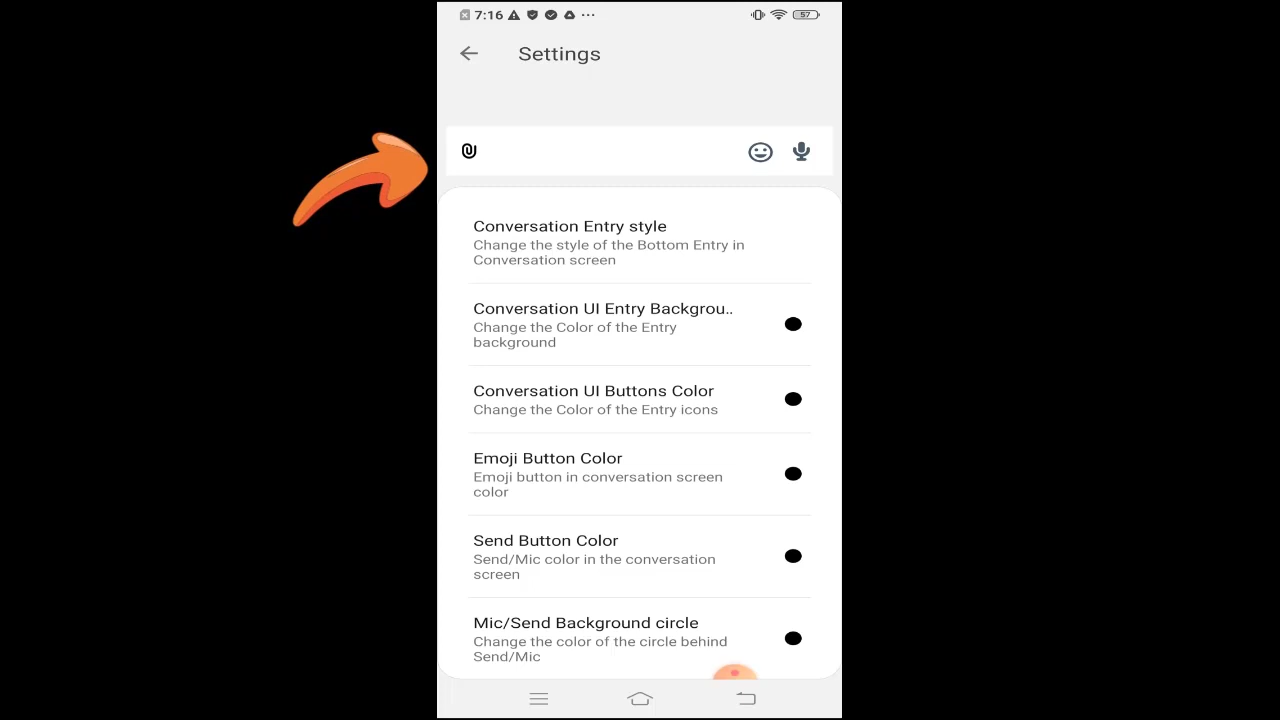 7:16
57
Settings
Conversation Entry style
Change the style of the Bottom Entry in
Conversation screen
Conversation UI Entry Backgrou..
Change the Color of the Entry
background
Conversation UI Buttons Color
Change the Color of the Entry icons
Emoji Button Color
Emoji button in conversation screen
color
Send Button Color
Send/Mic color in the conversation
screen
Mic/Send Background circle
Change the color of the circle behind
Send/Mic